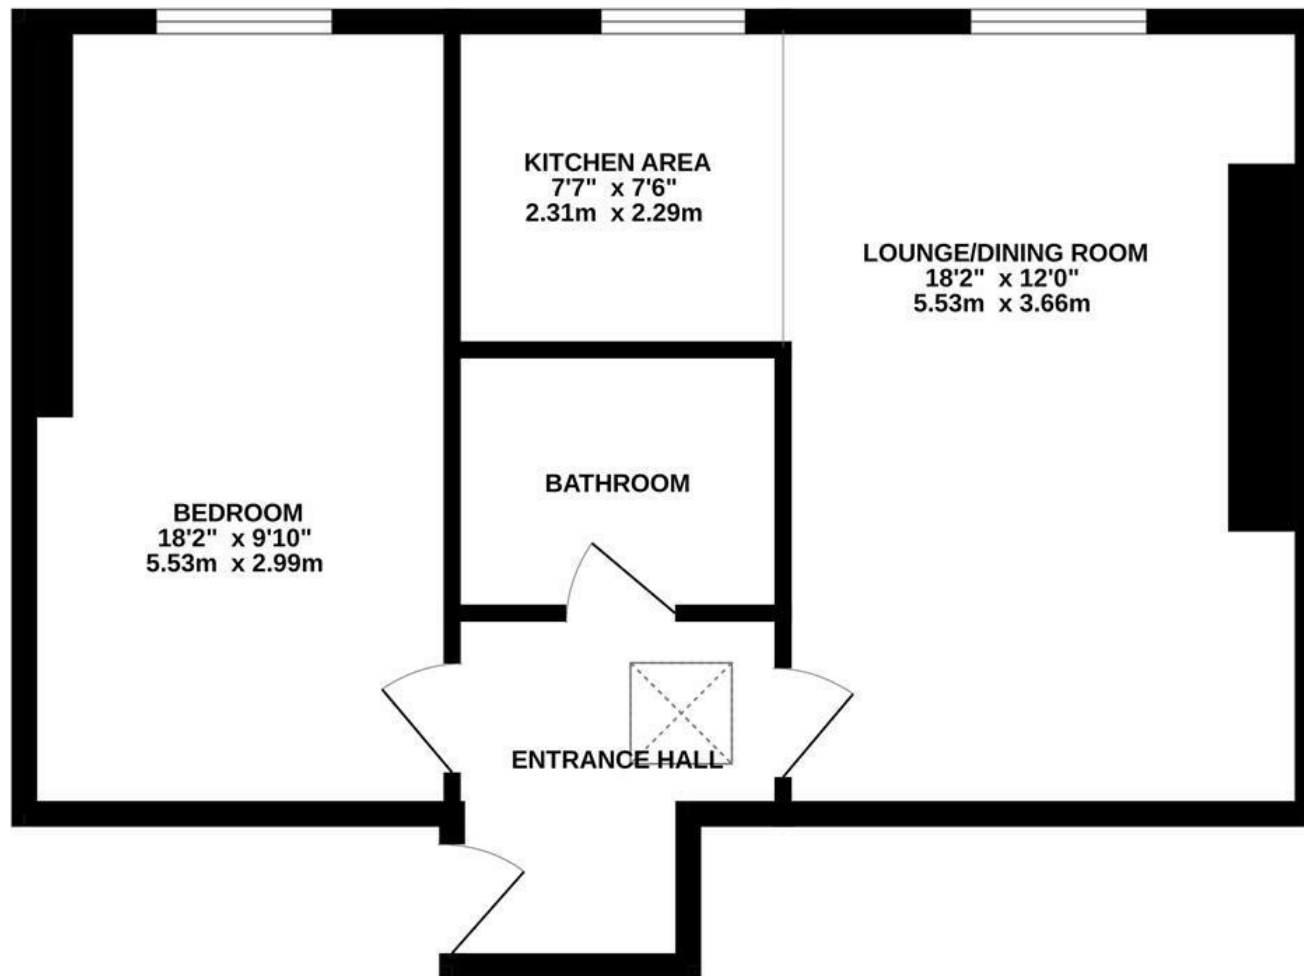 KITCHEN AREA
7'7" x 7'6"
2.31m x 2.29m
LOUNGE/DINING ROOM
18'2" x 12'0"
5.53m x 3.66m
BATHROOM
BEDROOM
18'2" x 9'10"
5.53m x 2.99m
ENTRANCE HALL